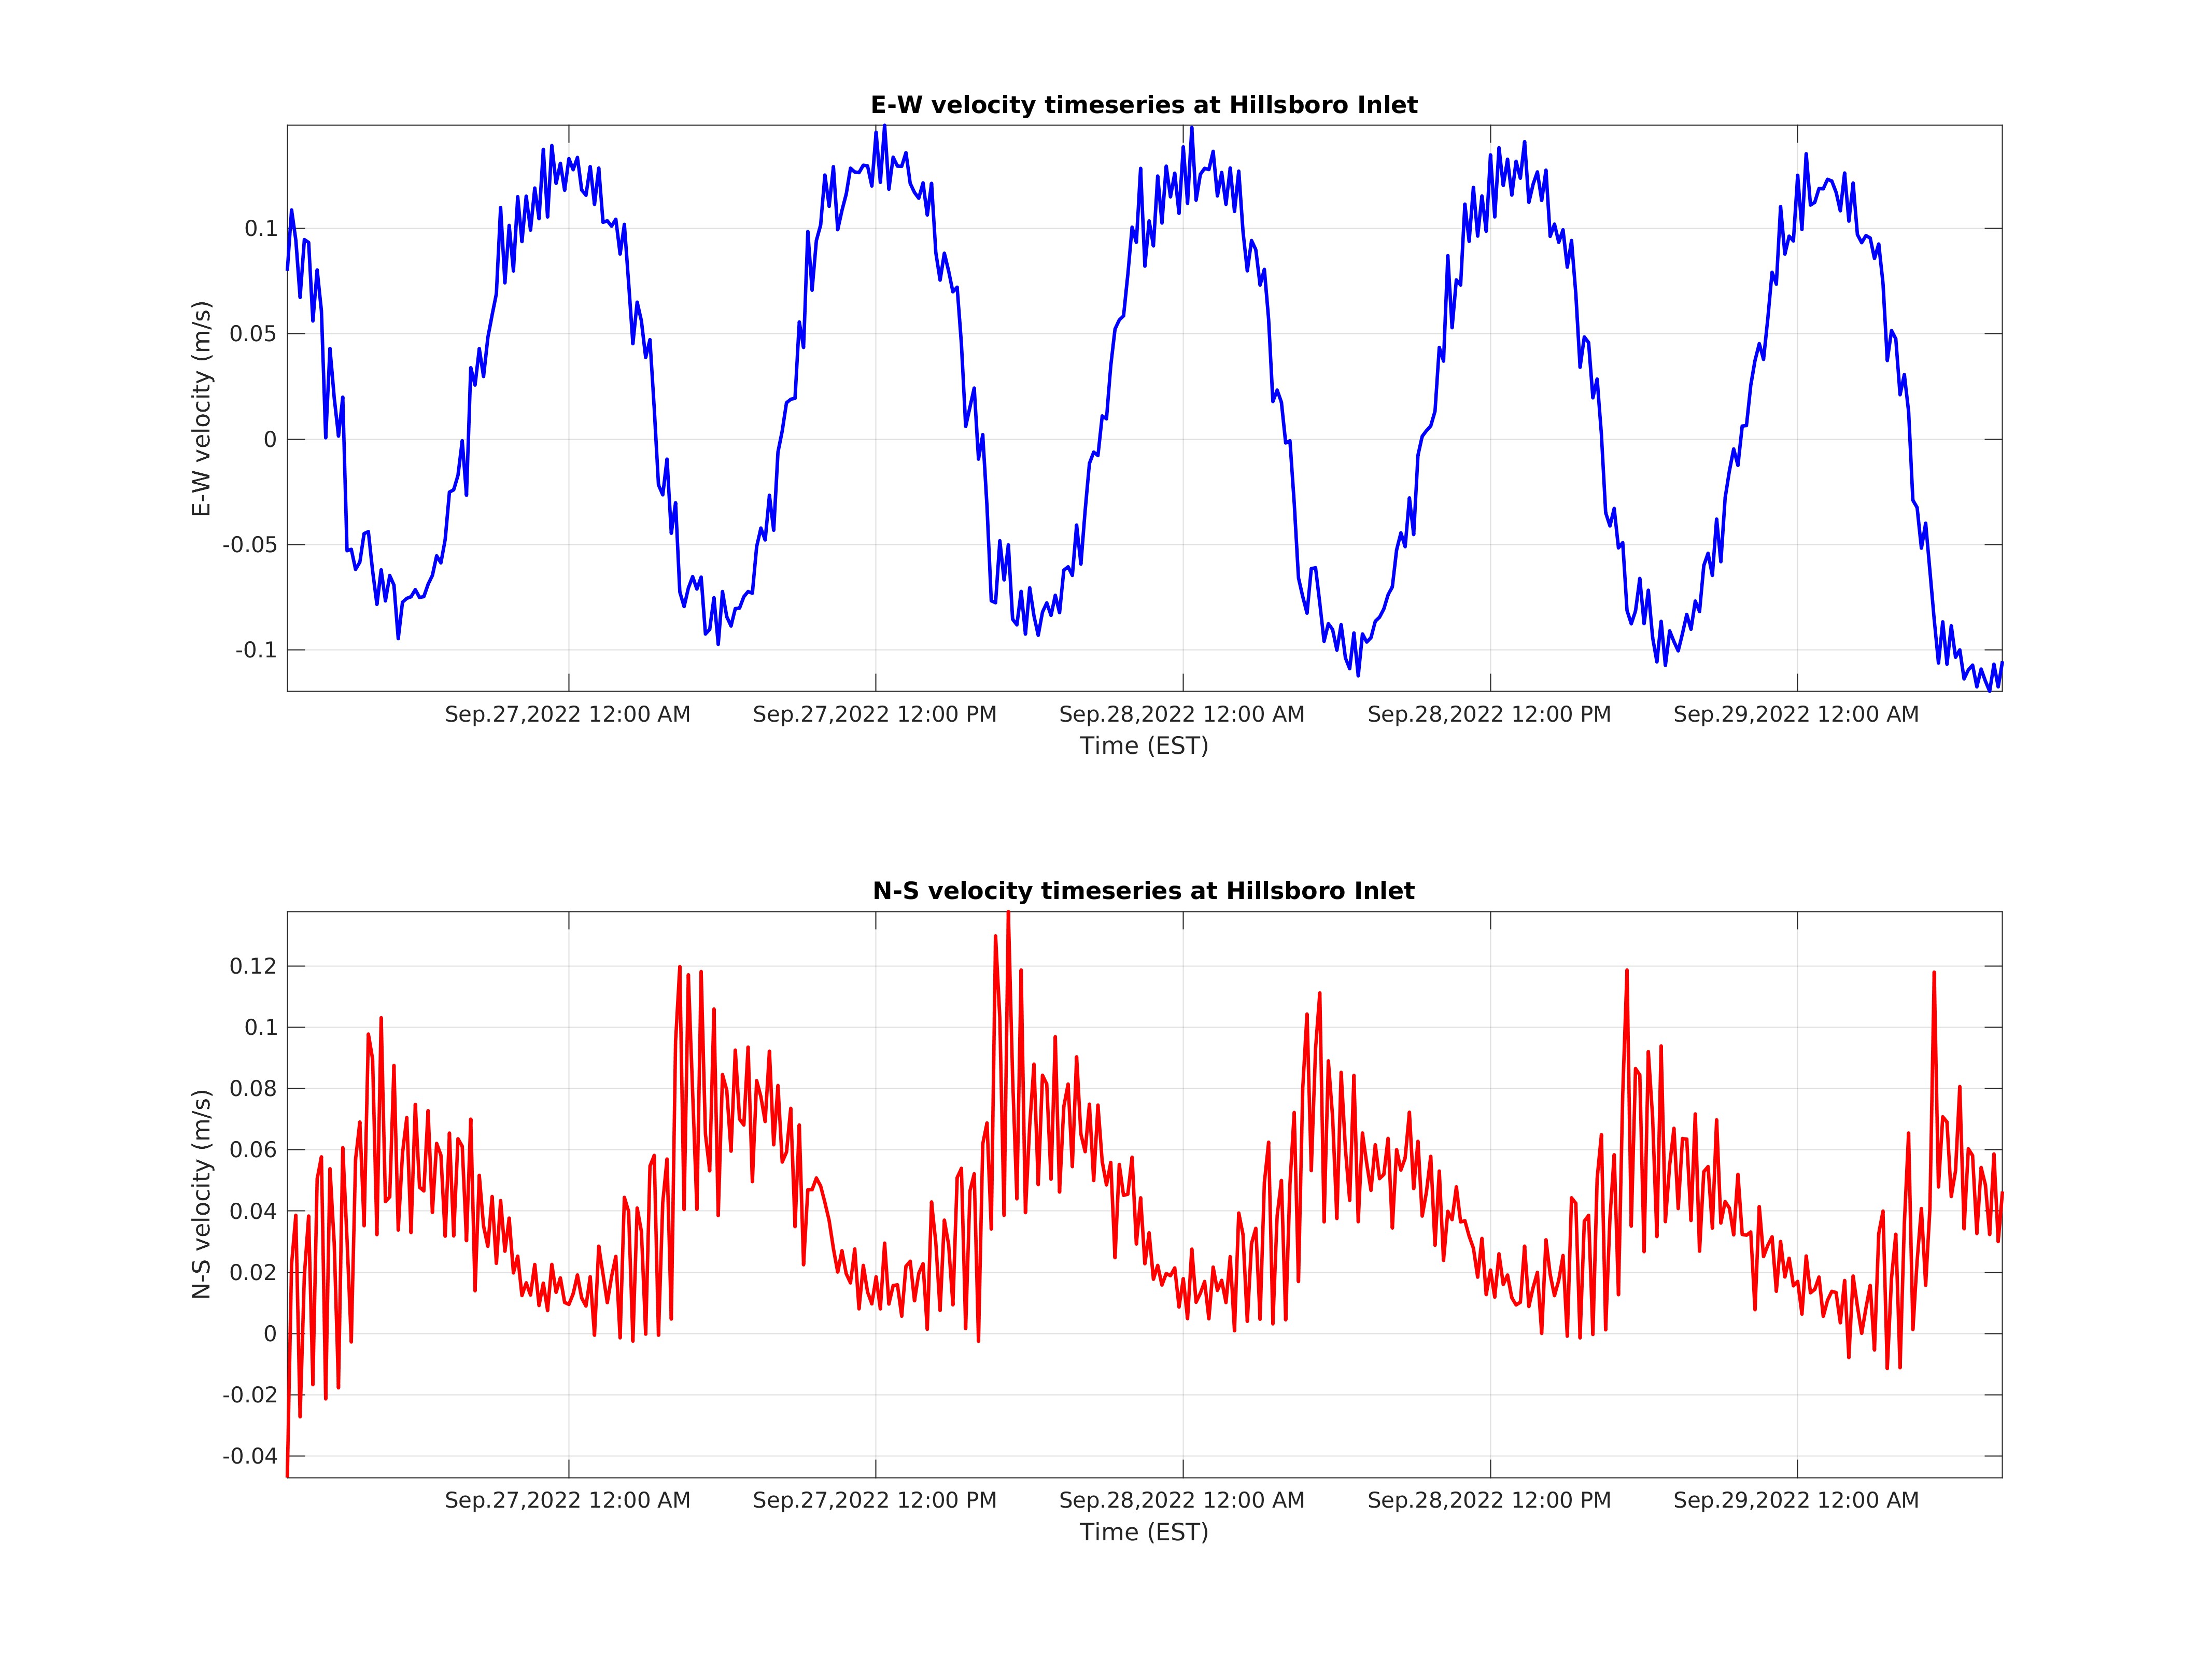 E-W velocity timeseries at Hillsboro Inlet
E-W velocity (m/s)
0.1
0.05
0
-0.05
-0.1
Sep.27,2022 12:00 AM
Sep.27,2022 12:00 PM
Sep.28,2022 12:00 AM
Sep.28,2022 12:00 PM
Sep.29,2022 12:00 AM
Time (EST)
N-S velocity timeseries at Hillsboro Inlet
N-S velocity (m/s)
0.12
0.1
0.08
0.06
0.04
0.02
0
-0.02
-0.04
Sep.27,2022 12:00 AM
Sep.27,2022 12:00 PM
Sep.28,2022 12:00 AM
Sep.28,2022 12:00 PM
Sep.29,2022 12:00 AM
Time (EST)